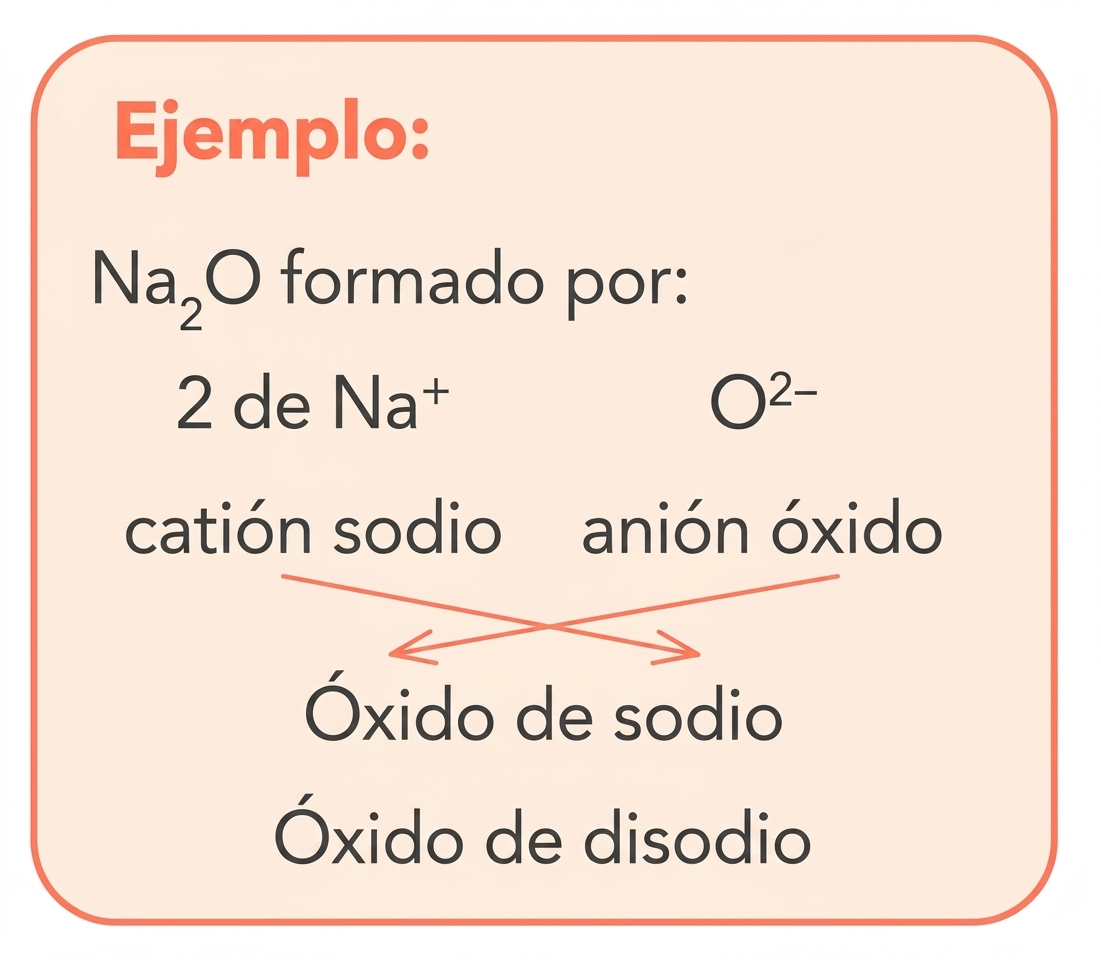 Ejemplo:
Na₂O formado por:
2 de Na⁺ O²⁻
catión sodio anión óxido
Óxido de sodio
Óxido de disodio